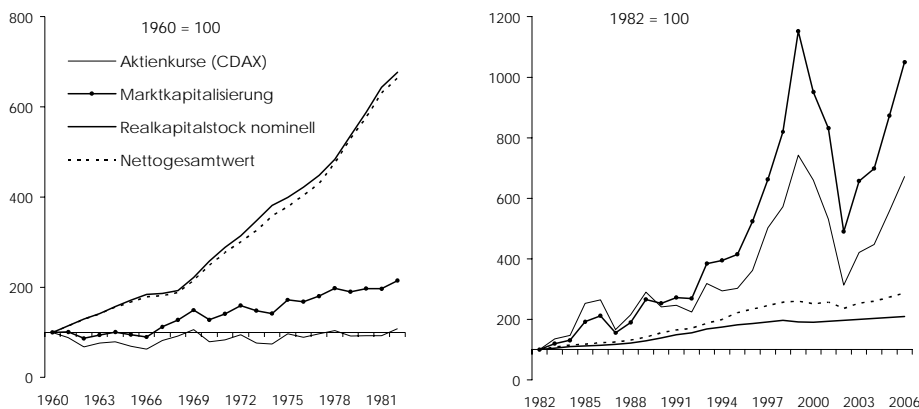 1960 = 100
Aktienkurse (CDAX)
Marktkapitalisierung
Realkapitalstock nominell
Nettogesamtwert
800
600
400
200
0
1960 1963 1966 1969 1972 1975 1978 1981
1982 = 100
1200
1000
800
600
400
200
0
1982 1985 1988 1991 1994 1997 2000 2003 2006